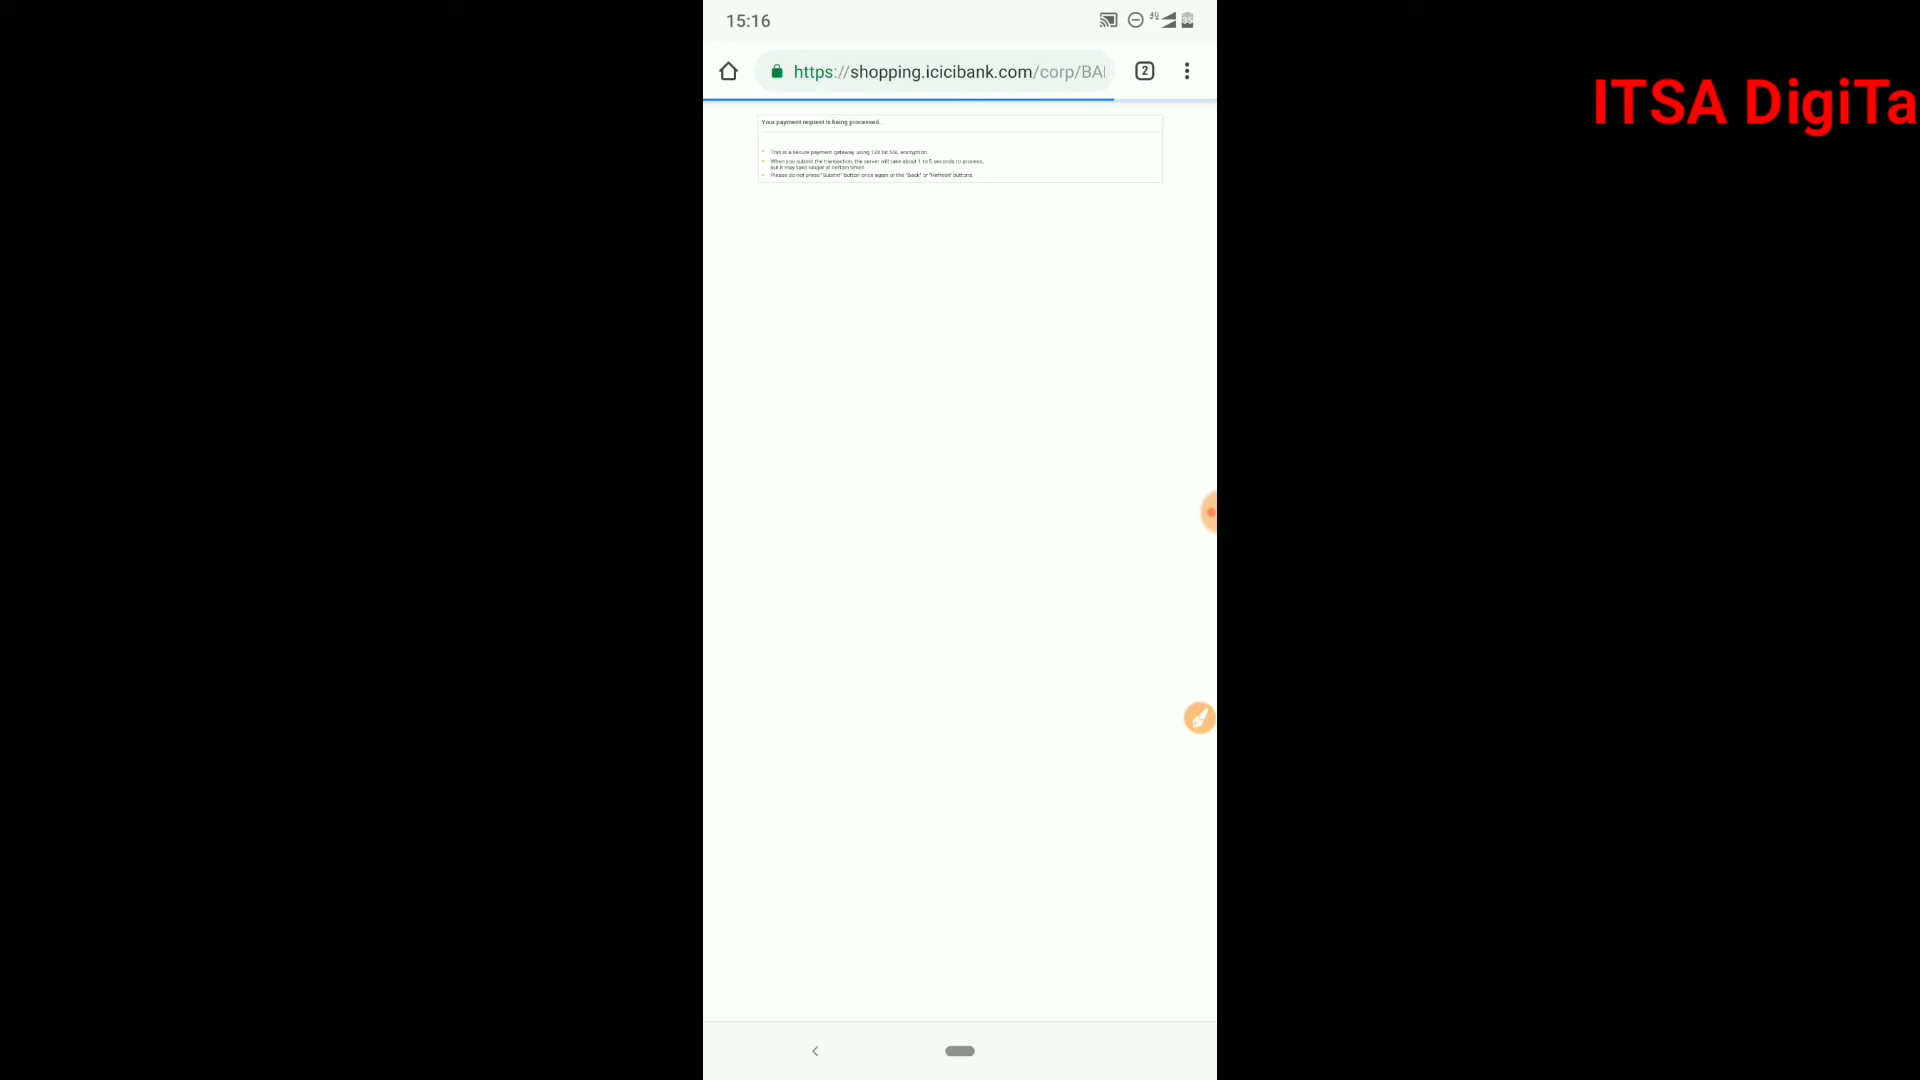 15:16
4G
35
https://shopping.icicibank.com/corp/BA
2
ITSA DigiTa
Your payment request is being processed...
This is a secure payment gateway using 128 bit SSL encryption.
When you submit the transaction, the server will take about 1 to 5 seconds to process,
but it may take longer at certain times.
Please do not press "Submit" button once again or the "Back" or "Refresh" buttons.